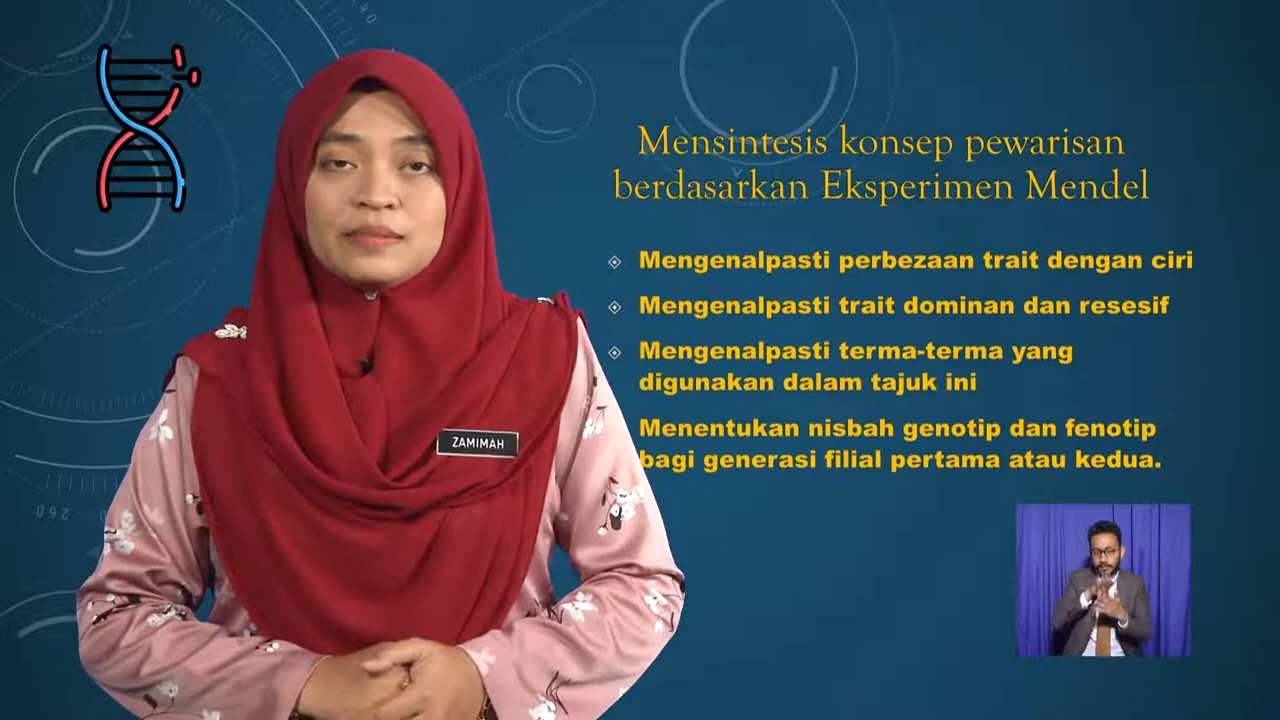 Mensintesis konsep pewarisan
berdasarkan Eksperimen Mendel
Mengenalpasti perbezaan trait dengan ciri
Mengenalpasti trait dominan dan resesif
Mengenalpasti terma-terma yang
digunakan dalam tajuk ini
Menentukan nisbah genotip dan fenotip
bagi generasi filial pertama atau kedua.
ZAMIMAH